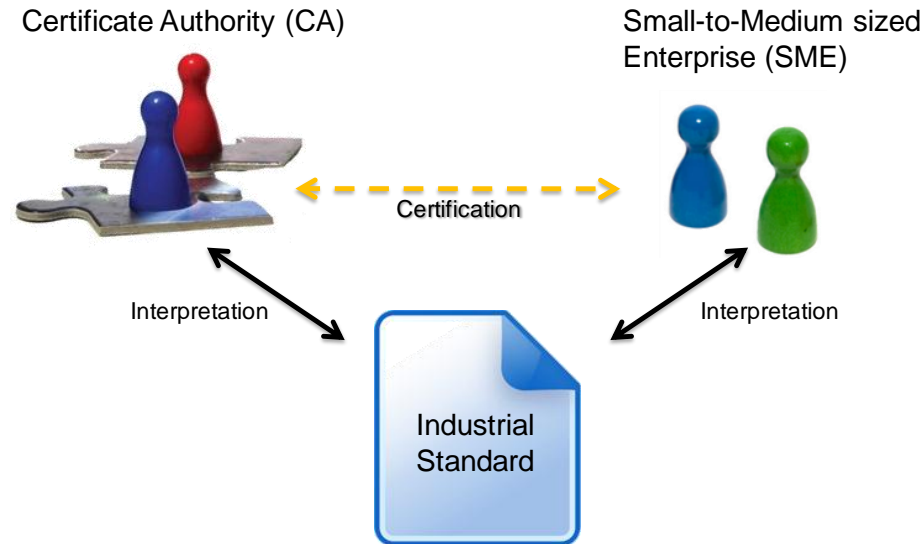 Certificate Authority (CA)
Small-to-Medium sized
Enterprise (SME)
Certification
Interpretation
Interpretation
Industrial
Standard